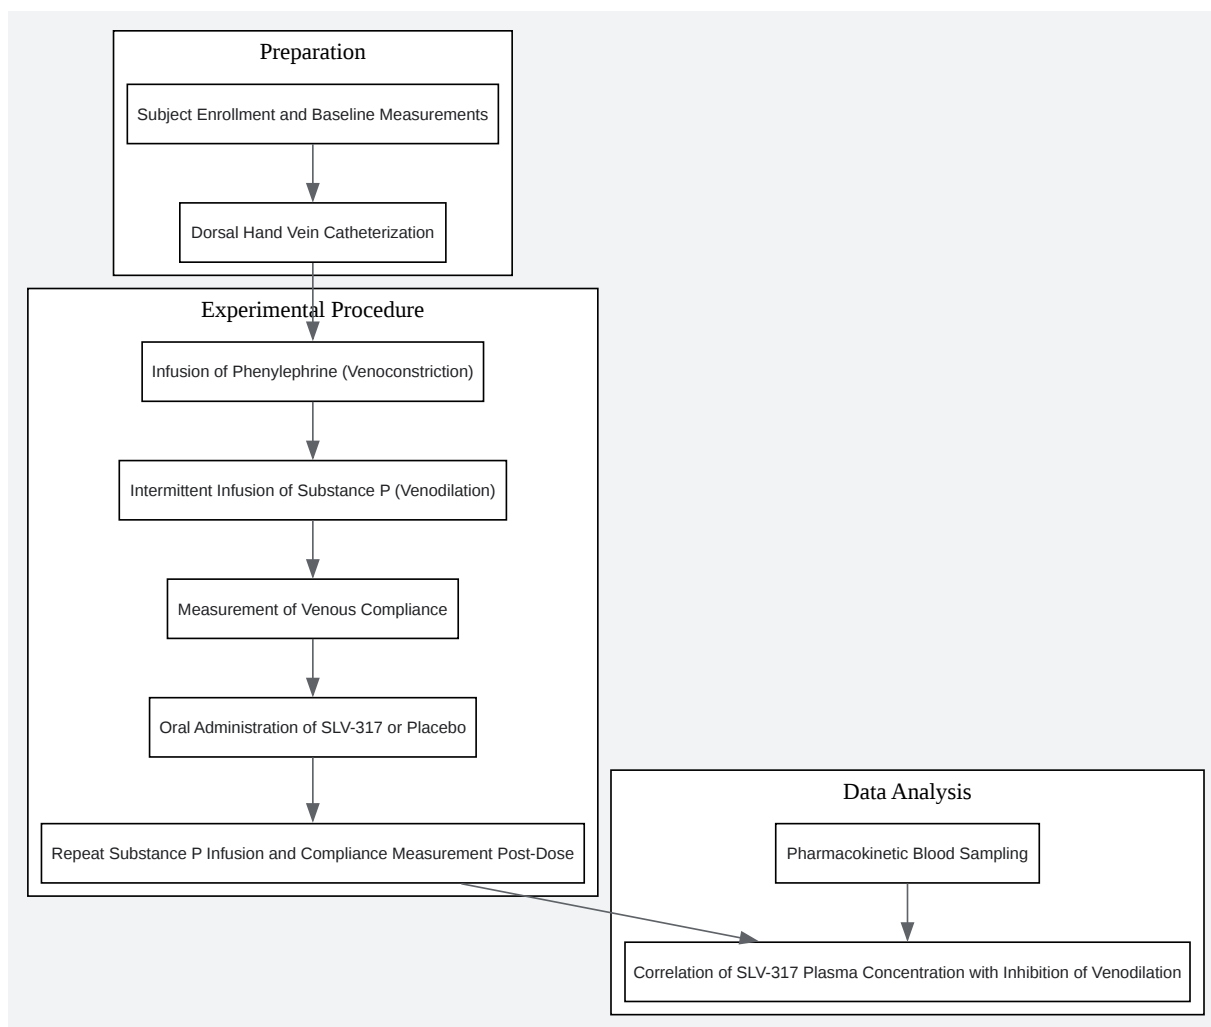 Preparation
Subject Enrollment and Baseline Measurements
Dorsal Hand Vein Catheterization
Experimental Procedure
Infusion of Phenylephrine (Venoconstriction)
Intermittent Infusion of Substance P (Venodilation)
Measurement of Venous Compliance
Oral Administration of SLV-317 or Placebo
Repeat Substance P Infusion and Compliance Measurement Post-Dose
Data Analysis
Pharmacokinetic Blood Sampling
Correlation of SLV-317 Plasma Concentration with Inhibition of Venodilation